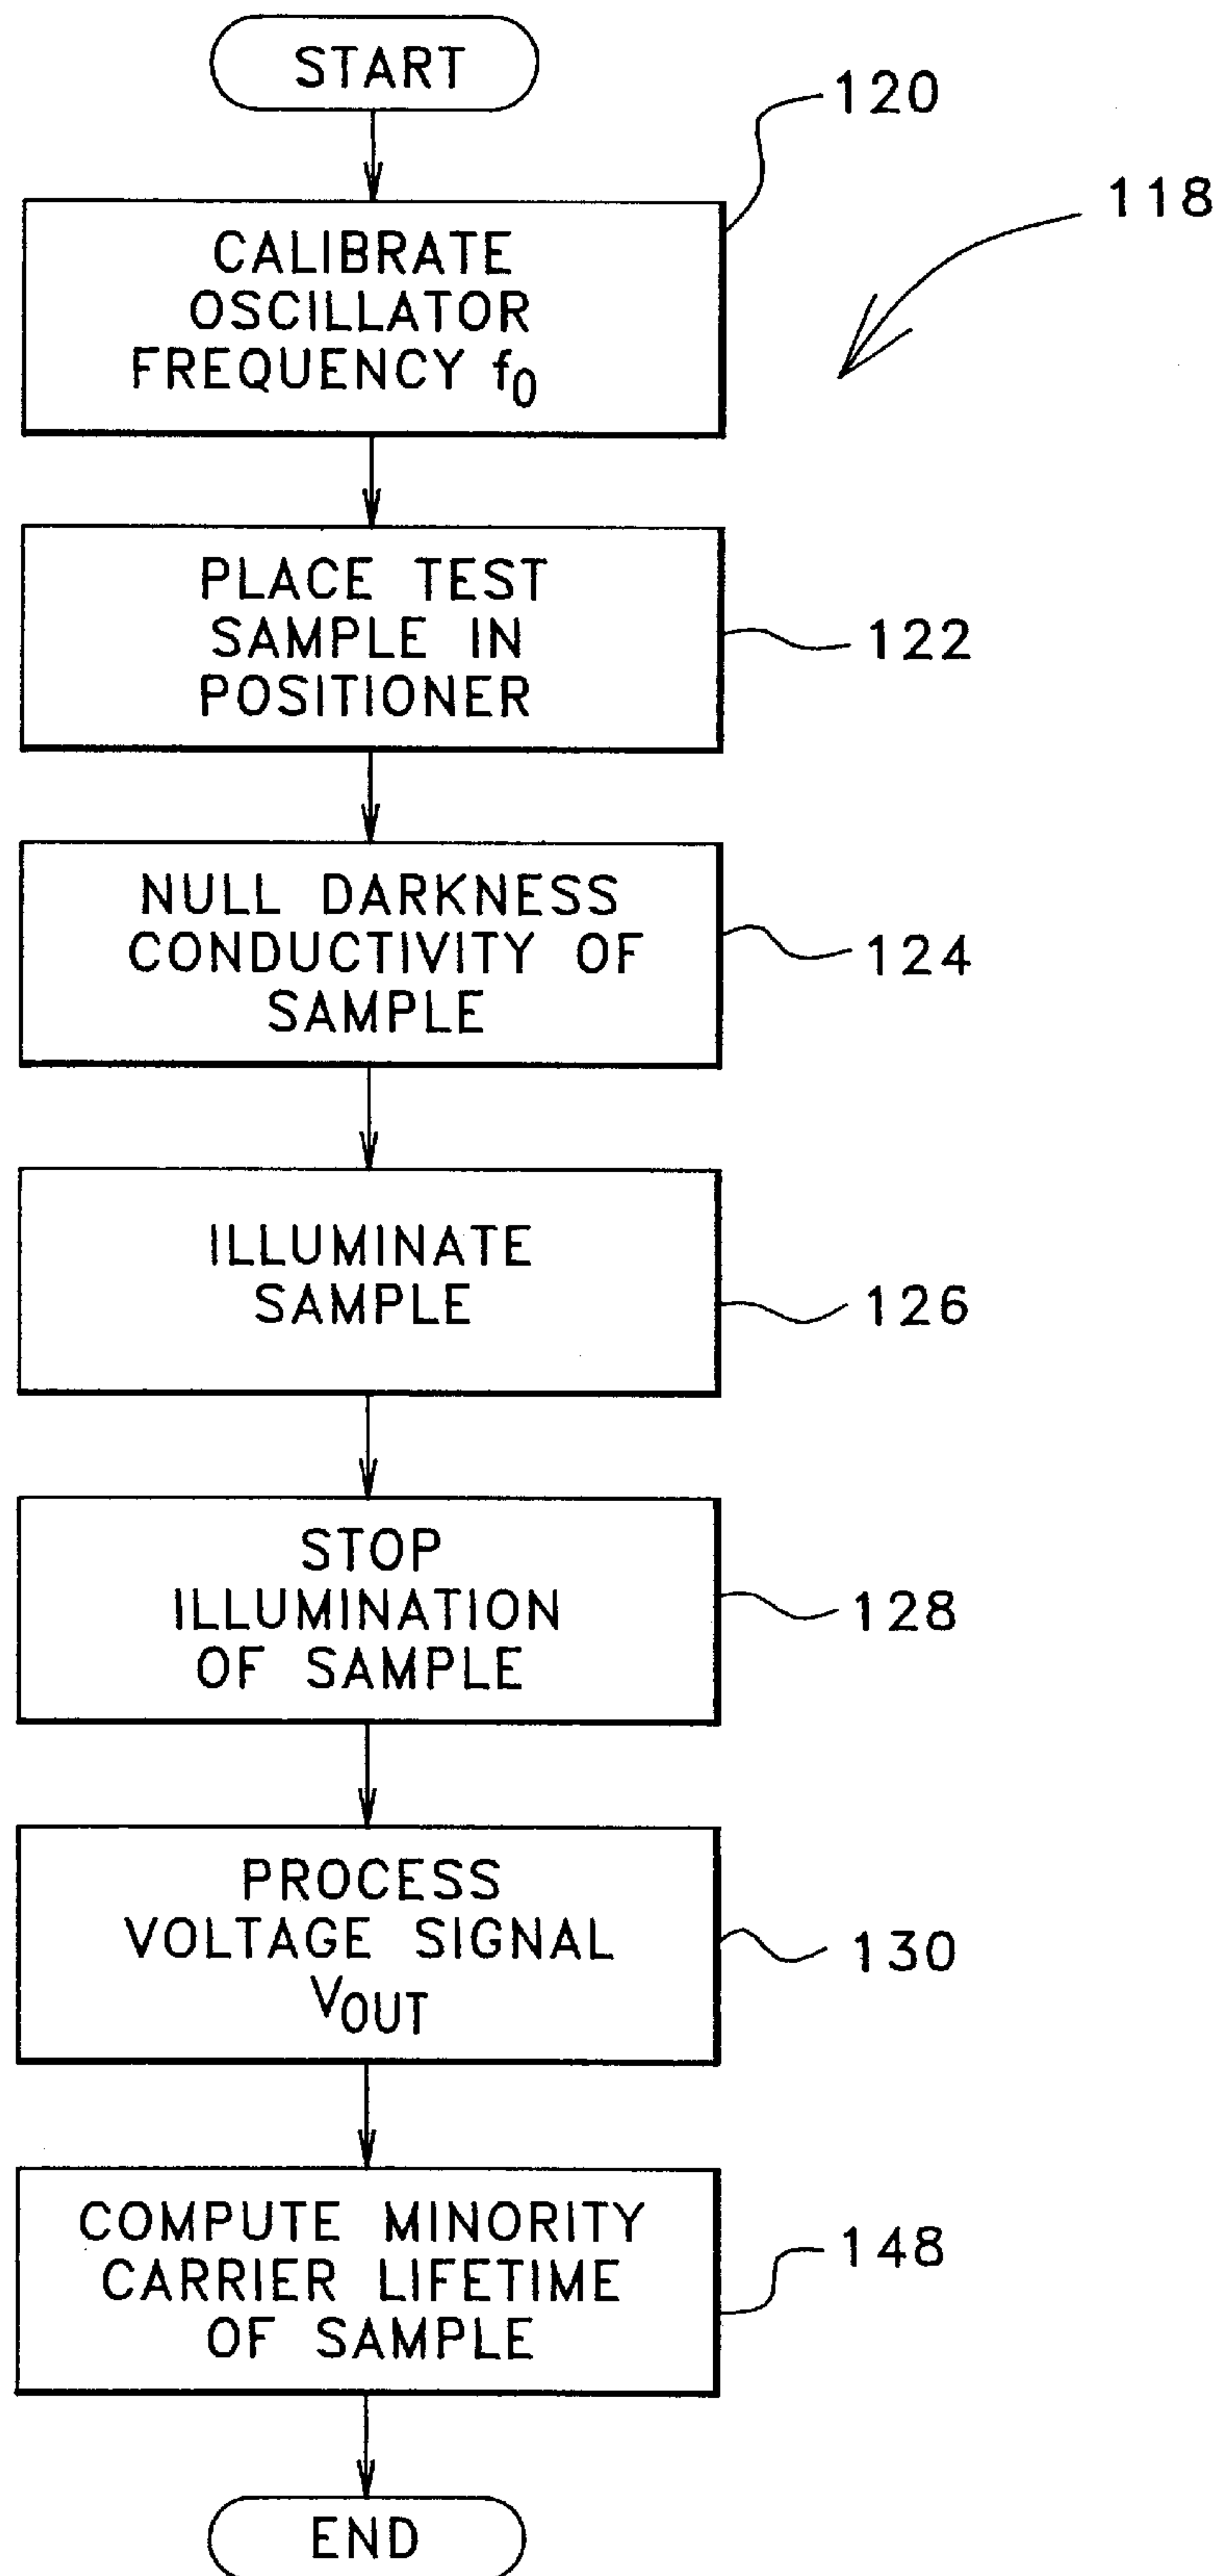 START
120
118
CALIBRATE
OSCILLATOR
FREQUENCY f0
PLACE TEST
SAMPLE IN
POSITIONER
122
NULL DARKNESS
CONDUCTIVITY OF
SAMPLE
124
ILLUMINATE
SAMPLE
126
STOP
ILLUMINATION
OF SAMPLE
128
PROCESS
VOLTAGE SIGNAL
VOUT
130
COMPUTE MINORITY
CARRIER LIFETIME
OF SAMPLE
148
END